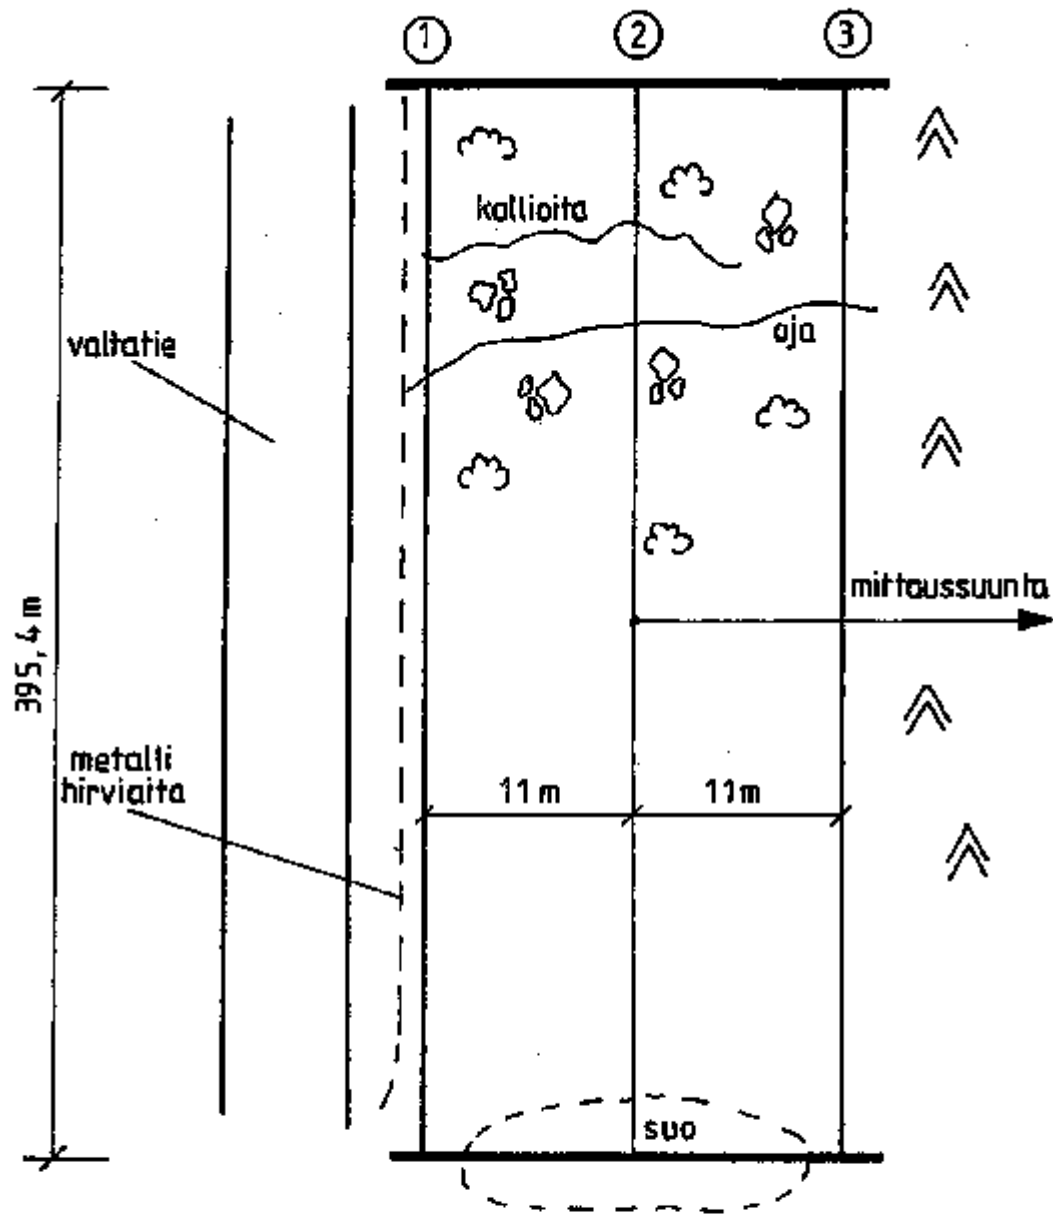 1
2
3
kallioita
valtatie
oja
mittaussuunta
395,4 m
metalli
hirviaita
11 m
11 m
suo